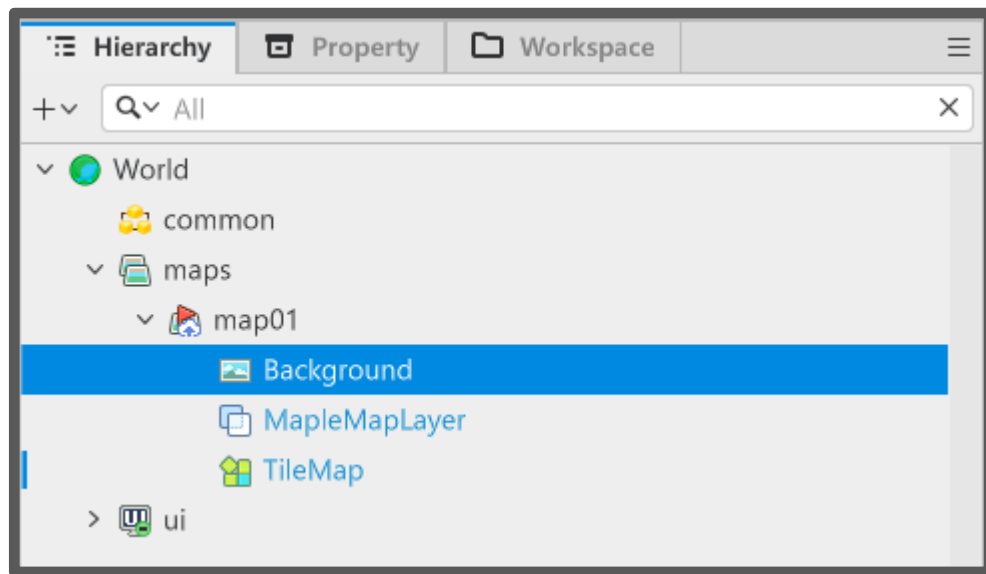 Hierarchy Property Workspace
All
World
common
maps
map01
Background
MapleMapLayer
TileMap
ui